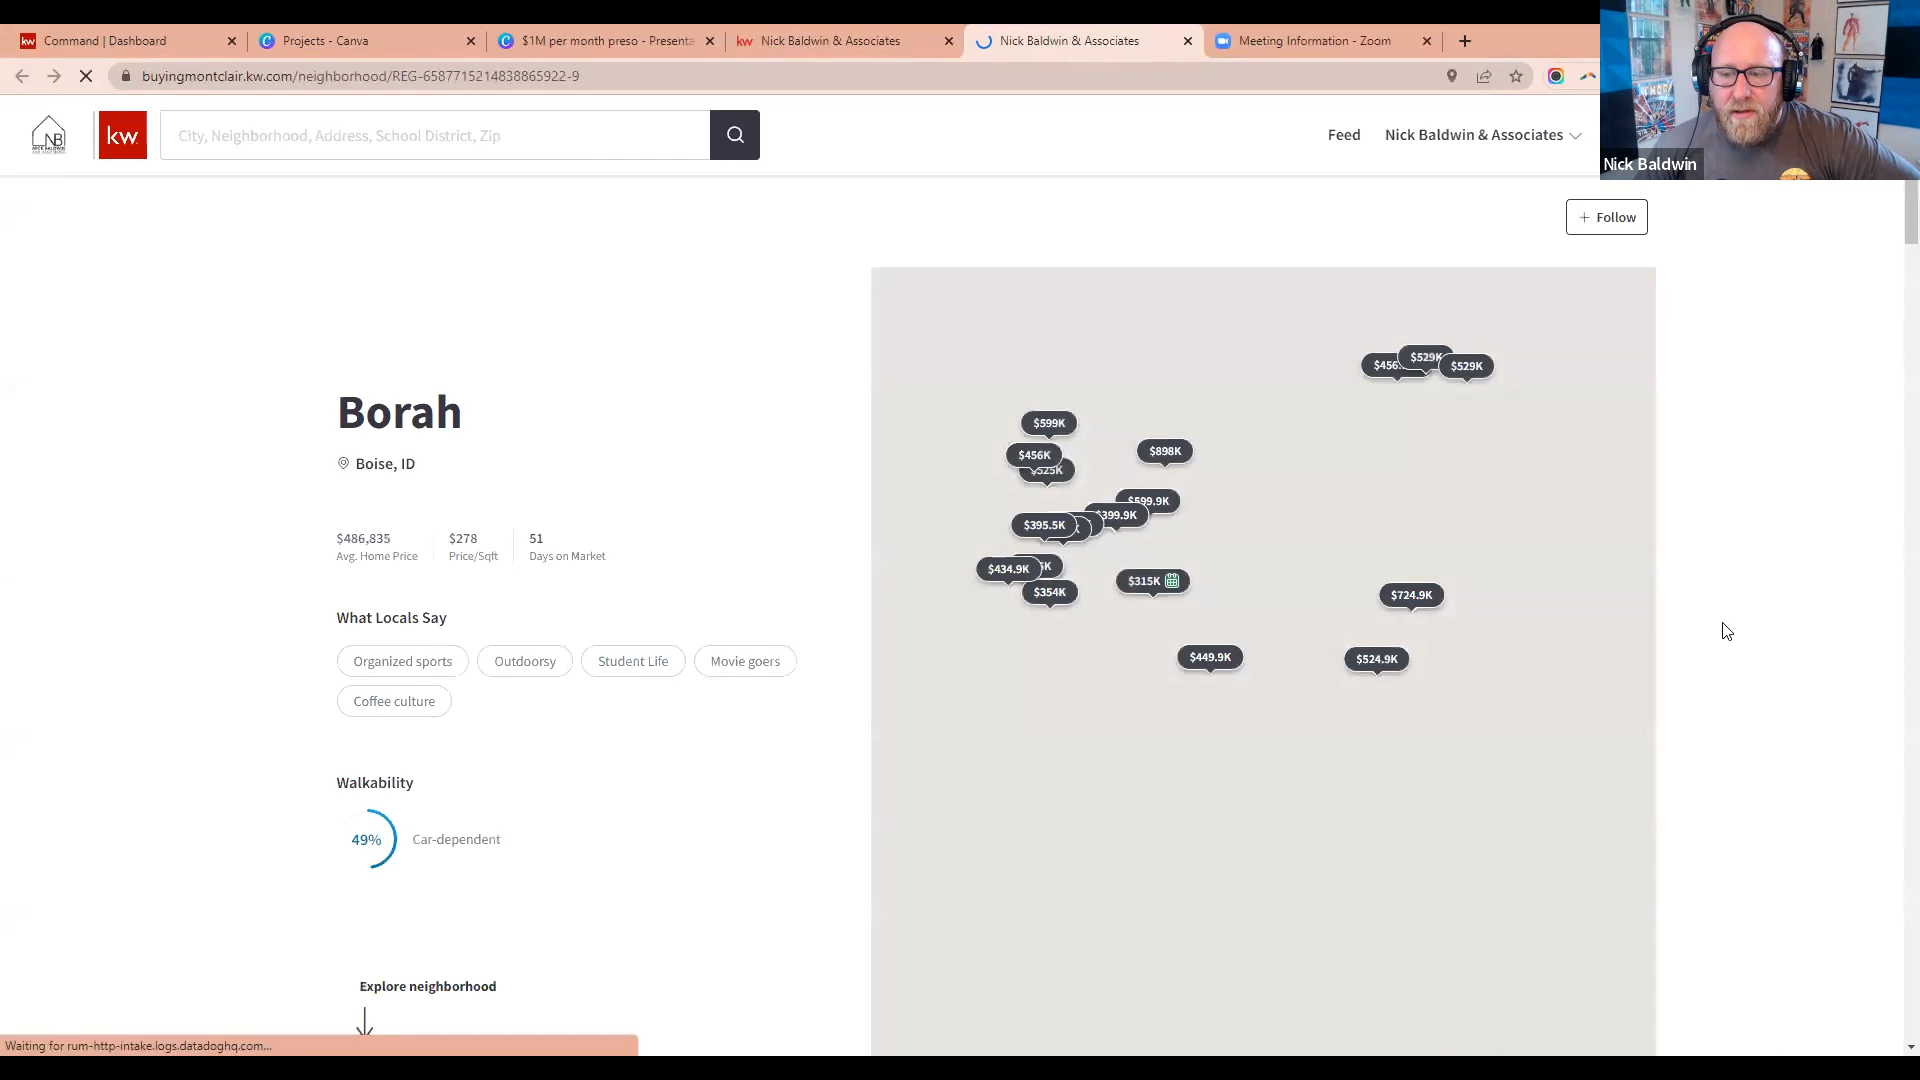 Command | Dashboard
Projects - Canva
$1M per month preso - Presenta
Nick Baldwin & Associates
Nick Baldwin & Associates
Meeting Information - Zoom
buyingmontclair.kw.com/neighborhood/REG-6587715214838865922-9
NB
kw
City, Neighborhood, Address, School District, Zip
Feed
Nick Baldwin & Associates
Nick Baldwin
+ Follow
Borah
Boise, ID
$486,835
Avg. Home Price
$278
Price/Sqft
51
Days on Market
What Locals Say
Organized sports
Outdoorsy
Student Life
Movie goers
Coffee culture
Walkability
49%
Car-dependent
Explore neighborhood
$529K
$529K
$599K
$456K
$525K
$898K
$599.9K
$399.9K
$395.5K
$434.9K
$354K
$315K
$724.9K
$449.9K
$524.9K
Waiting for rum-http-intake.logs.datadoghq.com...